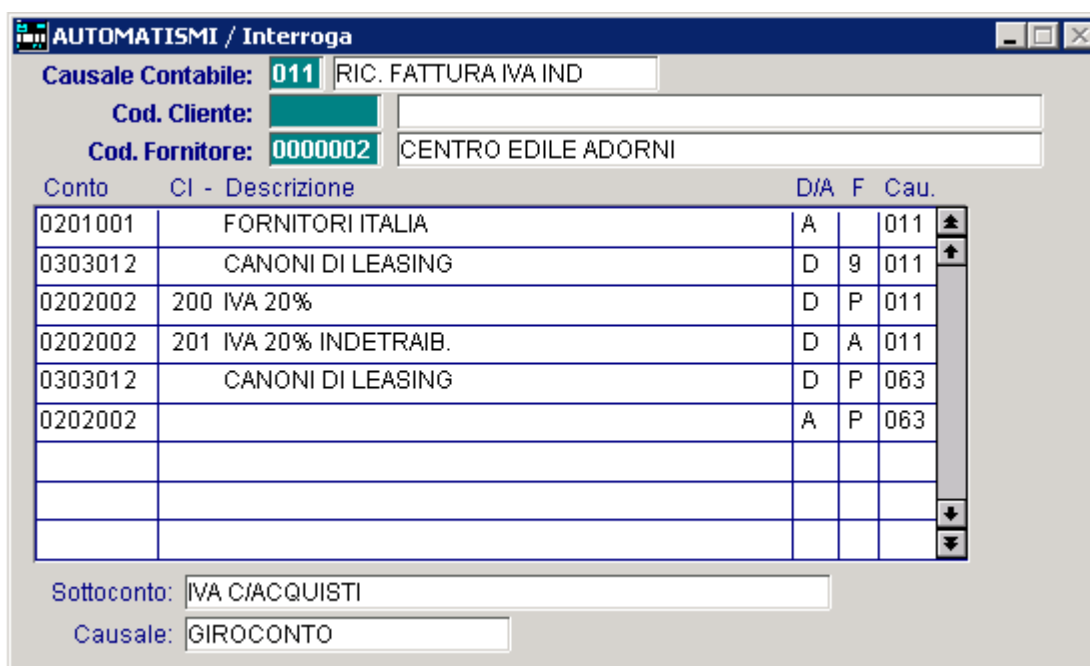 AUTOMATISMI / Interroga
Causale Contabile: 011 RIC. FATTURA IVA IND
Cod. Cliente:
Cod. Fornitore: 0000002 CENTRO EDILE ADORNI
Conto CI - Descrizione D/A F Cau.
0201001 FORNITORI ITALIA A 011
0303012 CANONI DI LEASING D 9 011
0202002 200 IVA 20% D P 011
0202002 201 IVA 20% INDETRAIB. D A 011
0303012 CANONI DI LEASING D P 063
0202002 A P 063
Sottoconto: IVA C/ACQUISTI
Causale: GIROCONTO